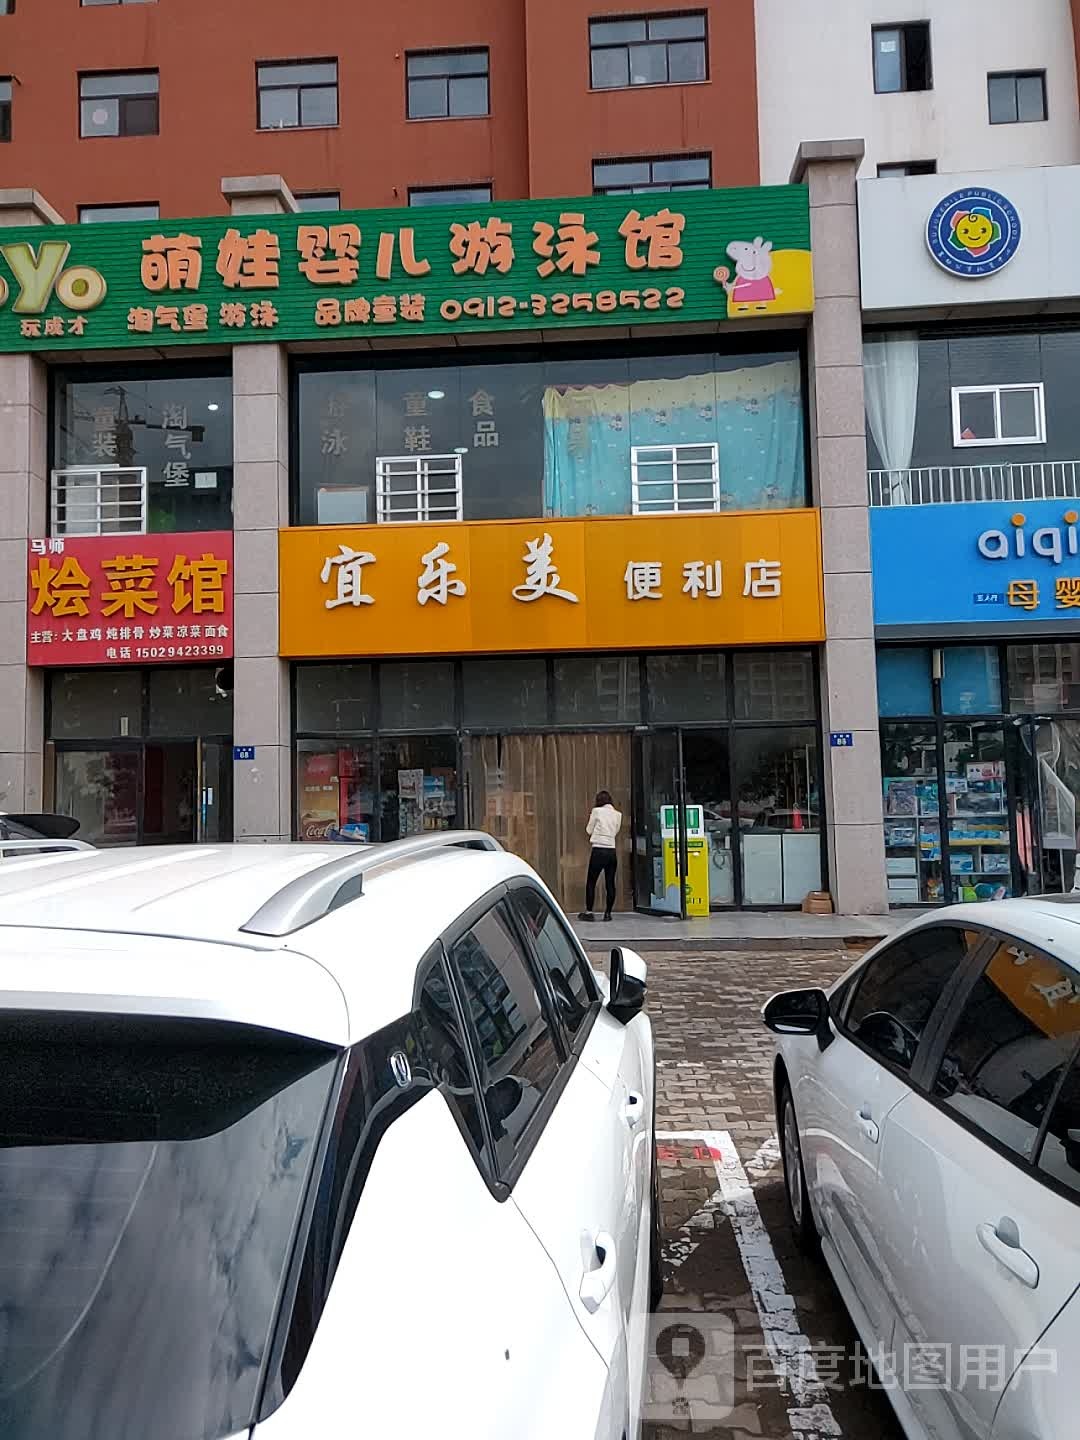 YO
玩成才
萌娃婴儿游泳馆
淘气堡 游泳 品牌童装 0912-3258522
童装
淘气堡
童鞋
食品
马师
烩菜馆
主营: 大盘鸡 炖排骨 炒菜 凉菜 面食
电话 15029423399
宜乐美 便利店
aiqi
母婴
百度地图用户